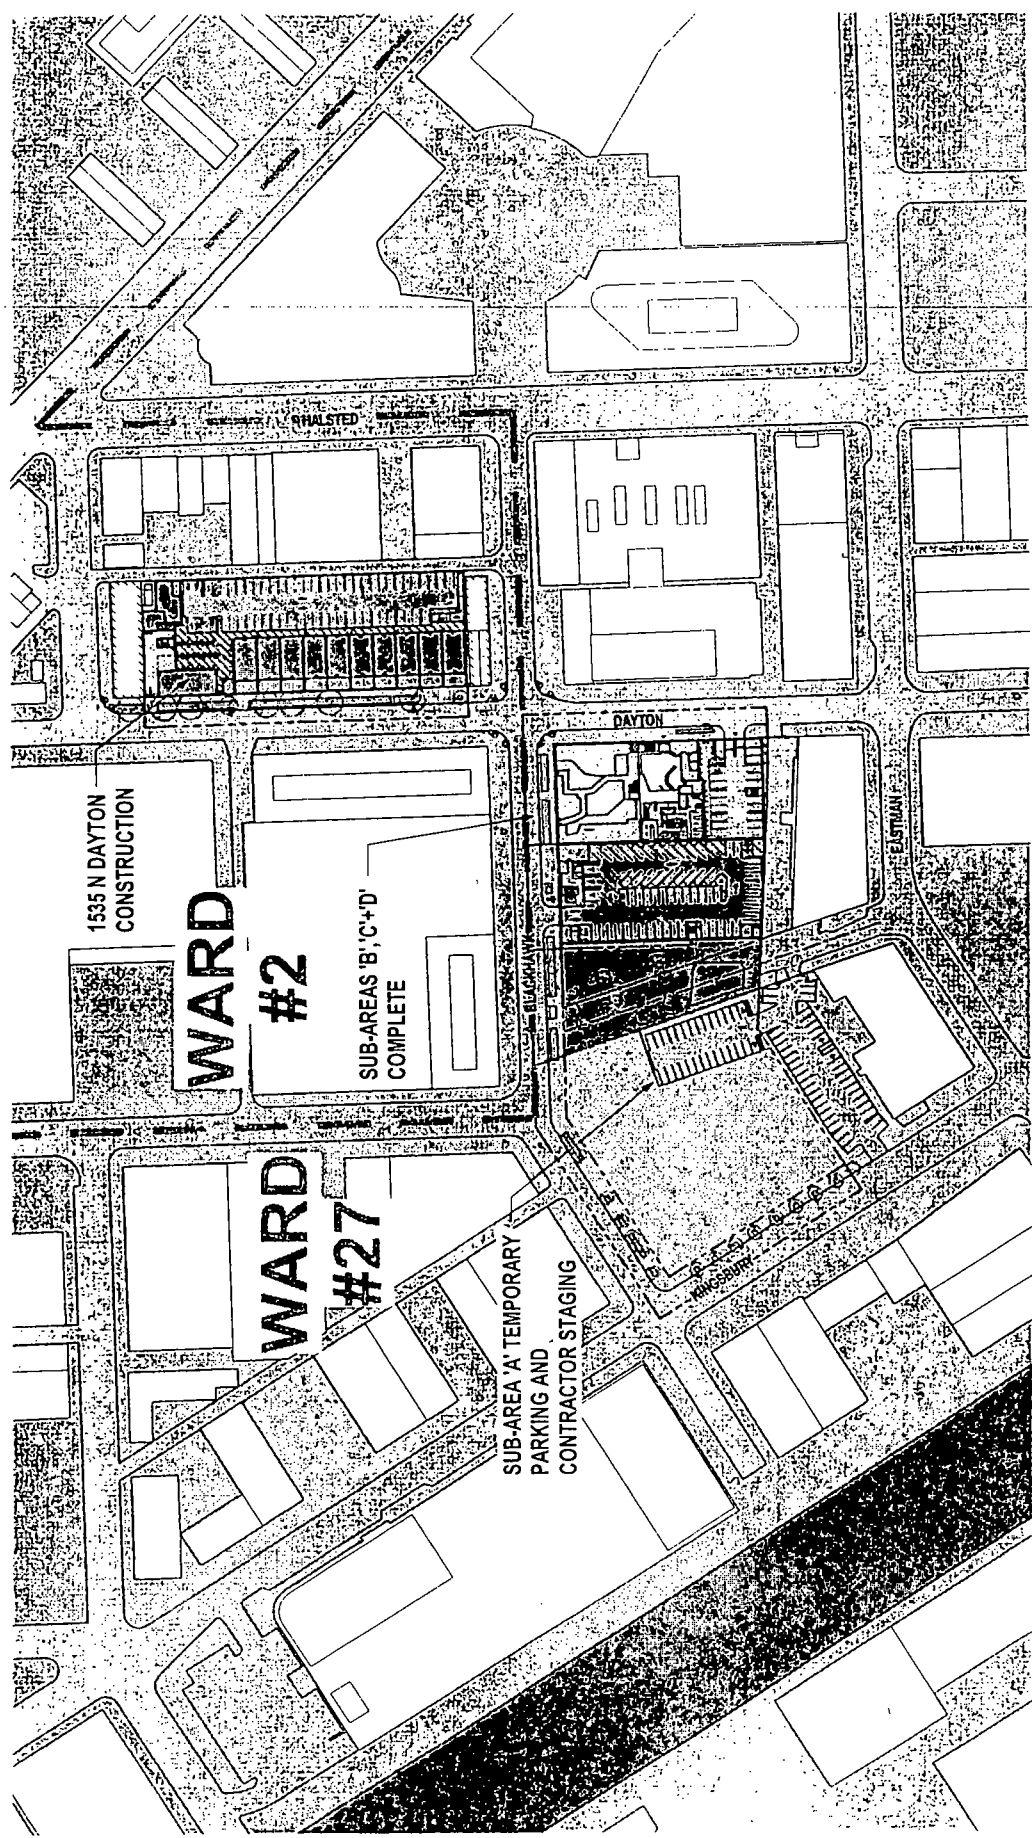 N HALSTED
1535 N DAYTON
CONSTRUCTION
WARD
#2
SUB-AREAS 'B','C'+'D'
COMPLETE
DAYTON
BLACKHAWK
EASTMAN
WARD
#27
SUB-AREA 'A' TEMPORARY
PARKING AND
CONTRACTOR STAGING
KINGSBURY